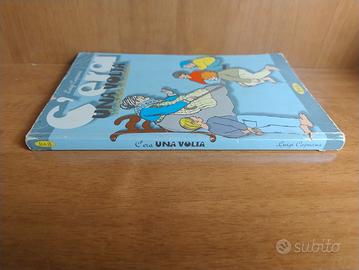 C'era
UNA VOLTA
C'era UNA VOLTA
Luigi Capuana
subito